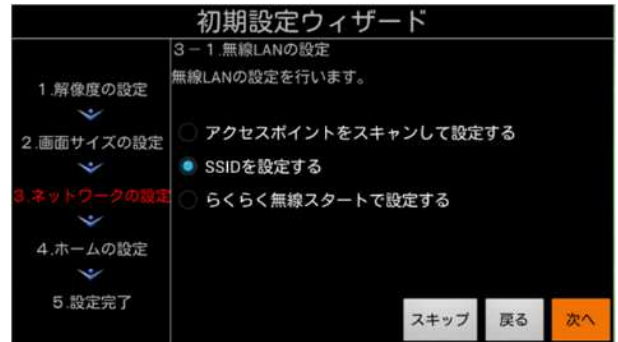 初期設定ウィザード
1.解像度の設定
2.画面サイズの設定
3.ネットワークの設定
4.ホームの設定
5.設定完了
3－1.無線LANの設定
無線LANの設定を行います。
アクセスポイントをスキャンして設定する
SSIDを設定する
らくらく無線スタートで設定する
スキップ
戻る
次へ